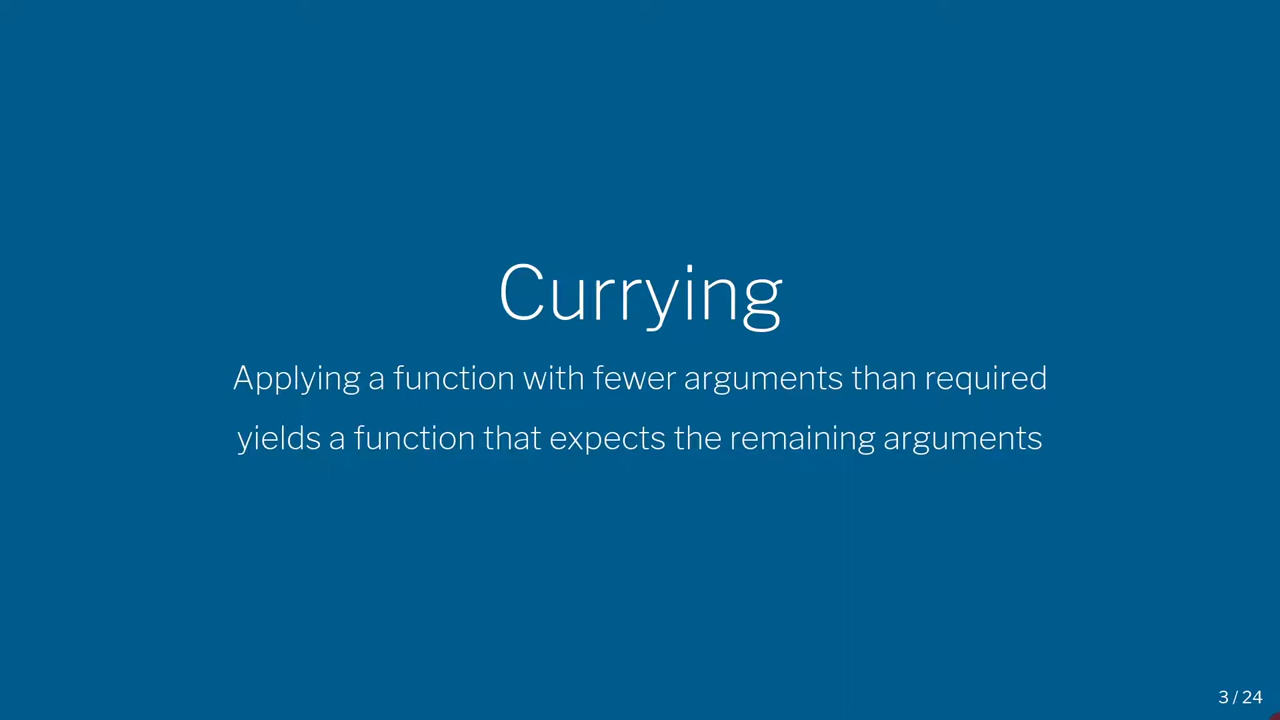 Currying
Applying a function with fewer arguments than required
yields a function that expects the remaining arguments
3 / 24